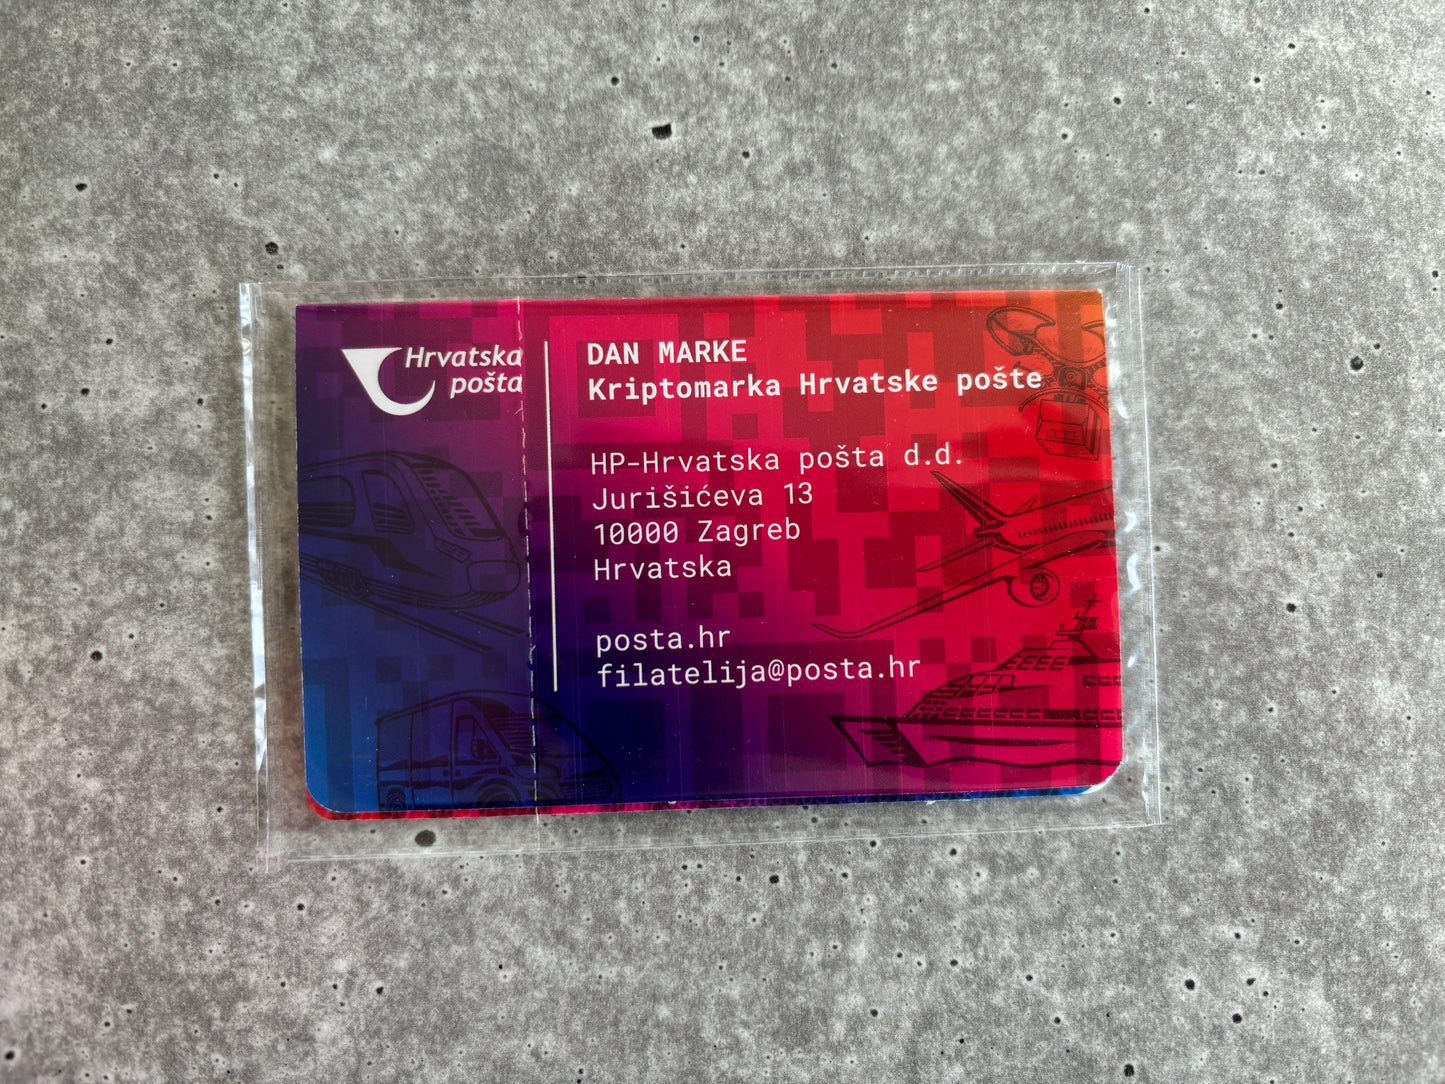 Hrvatska
pošta
DAN MARKE
Kriptomarka Hrvatske pošte
HP-Hrvatska pošta d.d.
Jurišićeva 13
10000 Zagreb
Hrvatska
posta.hr
filatelija@posta.hr